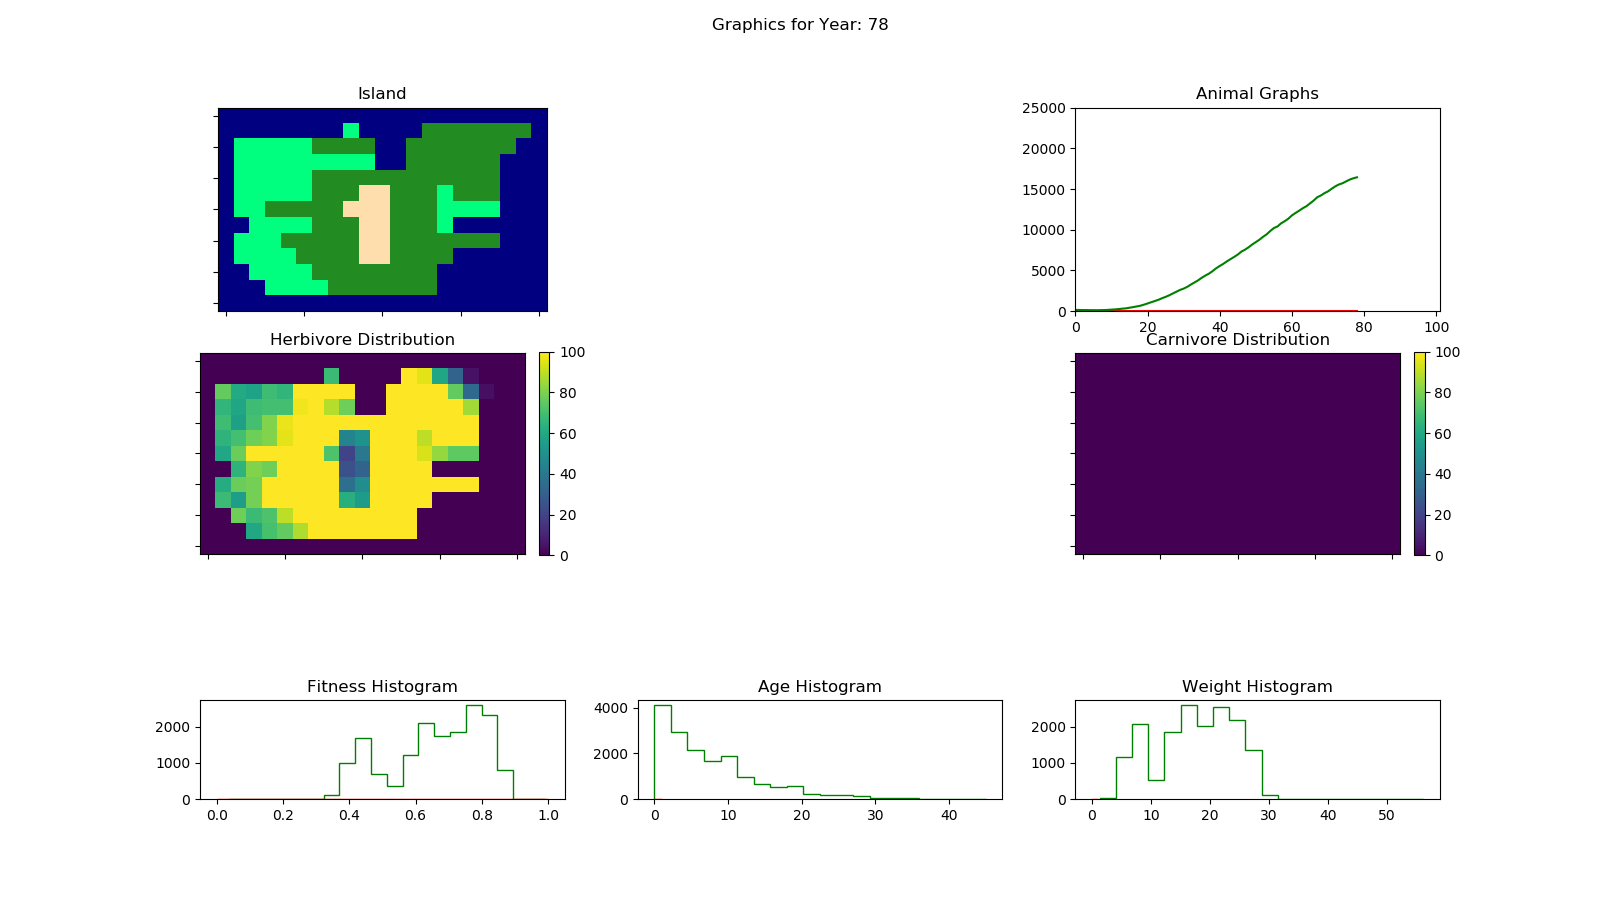 Graphics for Year: 78
Island
Animal Graphs
25000
20000
15000
10000
5000
0
0 20 40 60 80 100
Herbivore Distribution
100
80
60
40
20
0
Carnivore Distribution
100
80
60
40
20
0
Fitness Histogram
2000
1000
0
0.0 0.2 0.4 0.6 0.8 1.0
Age Histogram
4000
2000
0
0 10 20 30 40
Weight Histogram
2000
1000
0
0 10 20 30 40 50